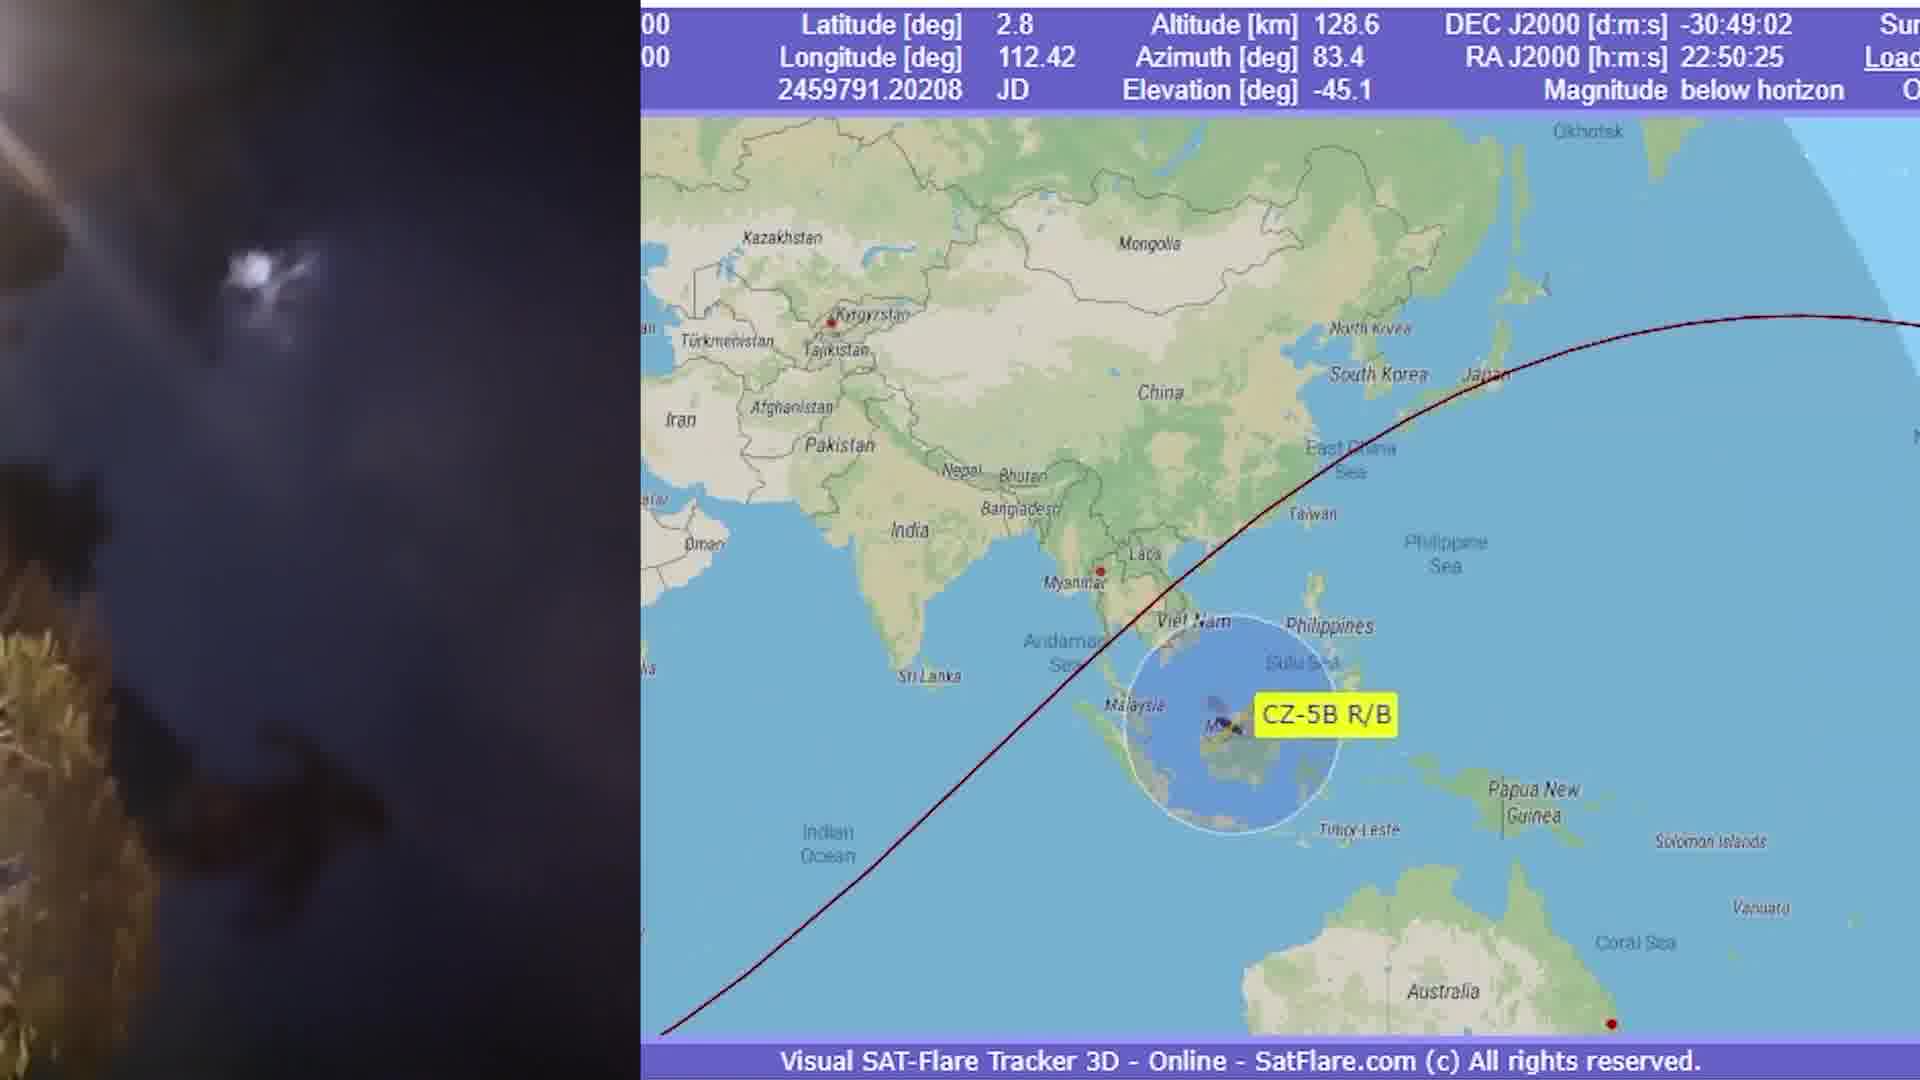 00 Latitude [deg] 2.8 Altitude [km] 128.6 DEC J2000 [d:m:s] -30:49:02
00 Longitude [deg] 112.42 Azimuth [deg] 83.4 RA J2000 [h:m:s] 22:50:25
2459791.20208 JD Elevation [deg] -45.1 Magnitude below horizon
Okhotsk
Kazakhstan
Mongolia
Kyrgyzstan
North Korea
Türkmenistan
Tajikistan
South Korea
Japan
China
Afghanistan
Iran
Pakistan
East China
Sea
Nepal
Bhutan
Bangladesh
Taiwan
India
Oman
Philippine
Sea
Laos
Myanmar
Viet Nam
Philippines
Andaman
Sea
Sulu Sea
Sri Lanka
Malaysia
CZ-5B R/B
Papua New
Guinea
Indian
Ocean
Timor-Leste
Solomon Islands
Vanuatu
Coral Sea
Australia
Visual SAT-Flare Tracker 3D - Online - SatFlare.com (c) All rights reserved.